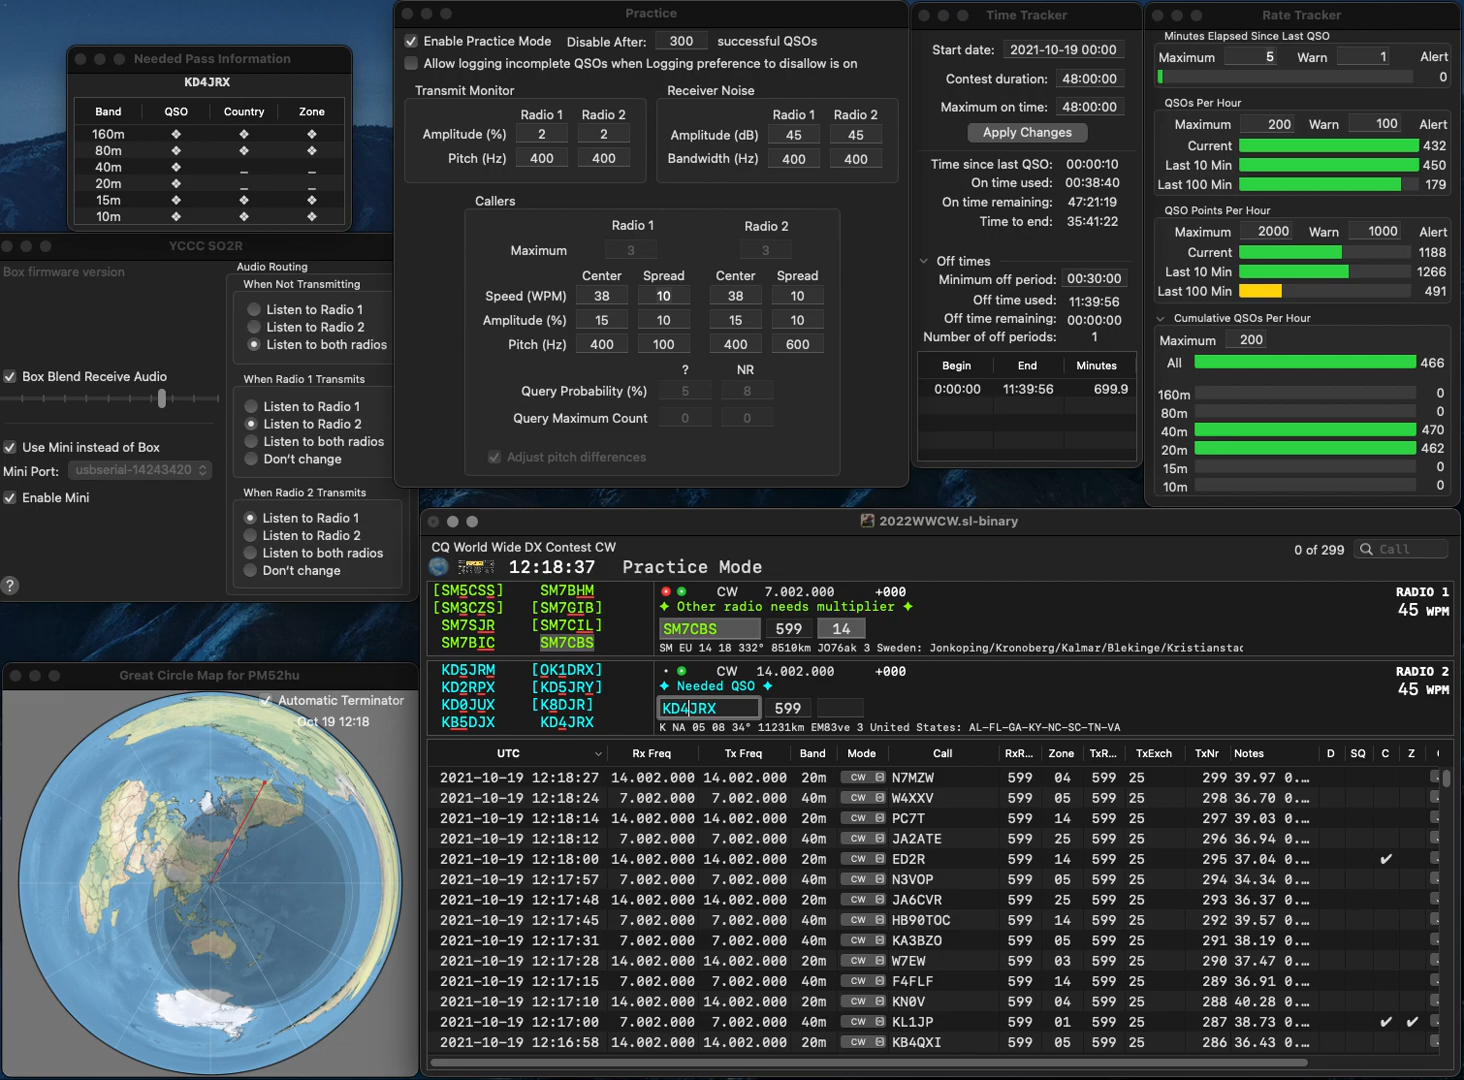 Needed Pass Information
KD4JRX
Band QSO Country Zone
160m ❖ ❖ ❖
80m ❖ ❖ ❖
40m ❖ _ _
20m ❖ _ _
15m ❖ ❖ ❖
10m ❖ ❖ ❖
YCCC SO2R
Box firmware version
Audio Routing
When Not Transmitting
Listen to Radio 1
Listen to Radio 2
Listen to both radios
Box Blend Receive Audio
When Radio 1 Transmits
Listen to Radio 1
Listen to Radio 2
Listen to both radios
Don't change
Use Mini instead of Box
Mini Port: usbserial-14243420
Enable Mini
When Radio 2 Transmits
Listen to Radio 1
Listen to Radio 2
Listen to both radios
Don't change
?
Practice
Enable Practice Mode Disable After: 300 successful QSOs
Allow logging incomplete QSOs when Logging preference to disallow is on
Transmit Monitor
Radio 1 Radio 2
Amplitude (%) 2 2
Pitch (Hz) 400 400
Receiver Noise
Radio 1 Radio 2
Amplitude (dB) 45 45
Bandwidth (Hz) 400 400
Callers
Radio 1 Radio 2
Maximum 3 3
Center Spread Center Spread
Speed (WPM) 38 10 38 10
Amplitude (%) 15 10 15 10
Pitch (Hz) 400 100 400 600
? NR
Query Probability (%) 5 8
Query Maximum Count 0 0
Adjust pitch differences
Time Tracker
Start date: 2021-10-19 00:00
Contest duration: 48:00:00
Maximum on time: 48:00:00
Apply Changes
Time since last QSO: 00:00:10
On time used: 00:38:40
On time remaining: 47:21:19
Time to end: 35:41:22
Off times
Minimum off period: 00:30:00
Off time used: 11:39:56
Off time remaining: 00:00:00
Number of off periods: 1
Begin End Minutes
0:00:00 11:39:56 699.9
Rate Tracker
Minutes Elapsed Since Last QSO
Maximum 5 Warn 1 Alert
0
QSOs Per Hour
Maximum 200 Warn 100 Alert
Current 432
Last 10 Min 450
Last 100 Min 179
QSO Points Per Hour
Maximum 2000 Warn 1000 Alert
Current 1188
Last 10 Min 1266
Last 100 Min 491
Cumulative QSOs Per Hour
Maximum 200
All 466
160m 0
80m 0
40m 470
20m 462
15m 0
10m 0
Great Circle Map for PM52hu
Automatic Terminator
Oct 19 12:18
2022WWCW.sl-binary
CQ World Wide DX Contest CW
12:18:37 Practice Mode
0 of 299 Call
[SM5CSS] SM7BHM
[SM3CZS] [SM7GIB]
SM7SJR [SM7CIL]
SM7BIC SM7CBS
CW 7.002.000 +000 RADIO 1
✦ Other radio needs multiplier ✦ 45 WPM
SM7CBS 599 14
SM EU 14 18 332° 8510km JO76ak 3 Sweden: Jonkoping/Kronoberg/Kalmar/Blekinge/Kristianstac
KD5JRM [OK1DRX]
KD2RPX [KD5JRY]
KD0JUX [K8DJR]
KB5DJX KD4JRX
CW 14.002.000 +000 RADIO 2
✦ Needed QSO ✦ 45 WPM
KD4JRX 599
K NA 05 08 34° 11231km EM83ve 3 United States: AL-FL-GA-KY-NC-SC-TN-VA
UTC Rx Freq Tx Freq Band Mode Call RxR... Zone TxR... TxExch TxNr Notes D SQ C Z
2021-10-19 12:18:27 14.002.000 14.002.000 20m CW N7MZW 599 04 599 25 299 39.97 0....
2021-10-19 12:18:24 7.002.000 7.002.000 40m CW W4XXV 599 05 599 25 298 36.70 0....
2021-10-19 12:18:14 14.002.000 14.002.000 20m CW PC7T 599 14 599 25 297 39.03 0....
2021-10-19 12:18:12 7.002.000 7.002.000 40m CW JA2ATE 599 25 599 25 296 36.94 0....
2021-10-19 12:18:00 14.002.000 14.002.000 20m CW ED2R 599 14 599 25 295 37.04 0.... ✔
2021-10-19 12:17:57 7.002.000 7.002.000 40m CW N3VOP 599 05 599 25 294 34.34 0....
2021-10-19 12:17:48 14.002.000 14.002.000 20m CW JA6CVR 599 25 599 25 293 36.37 0....
2021-10-19 12:17:45 7.002.000 7.002.000 40m CW HB90TOC 599 14 599 25 292 39.57 0....
2021-10-19 12:17:31 7.002.000 7.002.000 40m CW KA3BZO 599 05 599 25 291 38.19 0....
2021-10-19 12:17:28 14.002.000 14.002.000 20m CW W7EW 599 03 599 25 290 37.47 0....
2021-10-19 12:17:15 7.002.000 7.002.000 40m CW F4FLF 599 14 599 25 289 36.91 0....
2021-10-19 12:17:10 14.002.000 14.002.000 20m CW KN0V 599 04 599 25 288 40.28 0....
2021-10-19 12:17:00 7.002.000 7.002.000 40m CW KL1JP 599 01 599 25 287 38.73 0.... ✔ ✔
2021-10-19 12:16:58 14.002.000 14.002.000 20m CW KB4QXI 599 05 599 25 286 36.43 0....